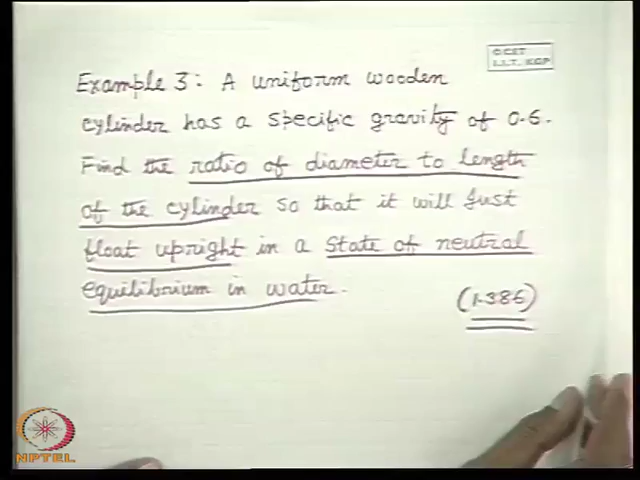 C CET
I.I.T. KGP
Example 3: A uniform wooden
cylinder has a specific gravity of 0.6.
Find the ratio of diameter to length
of the cylinder so that it will just
float upright in a state of neutral
equilibrium in water.
(1.386)
NPTEL